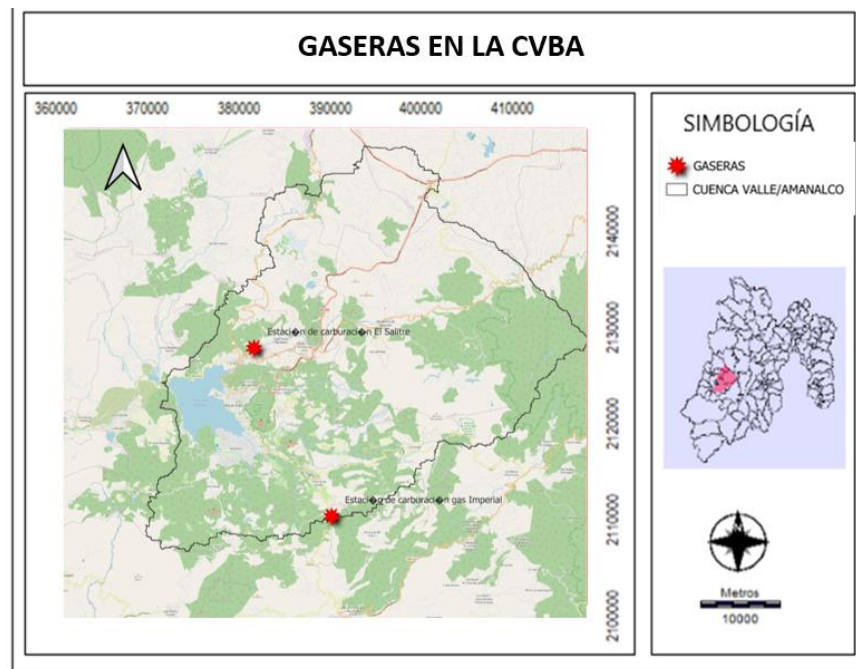 GASERAS EN LA CVBA
360000 370000 380000 390000 400000 410000
2140000
2130000
2120000
2110000
2100000
Estaci�n de carburaci�n El Salitre
Estaci�n de carburaci�n gas Imperial
SIMBOLOGÍA
GASERAS
CUENCA VALLE/AMANALCO
Metros
10000